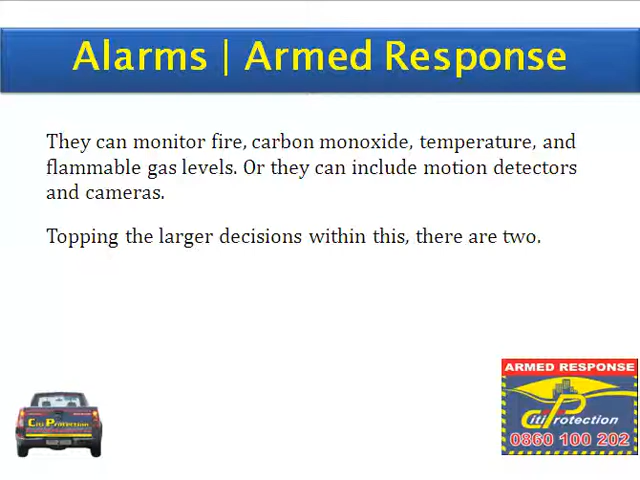 Alarms | Armed Response
They can monitor fire, carbon monoxide, temperature, and
flammable gas levels. Or they can include motion detectors
and cameras.
Topping the larger decisions within this, there are two.
Citi Protection
ARMED RESPONSE
Citi Protection
0860 100 202